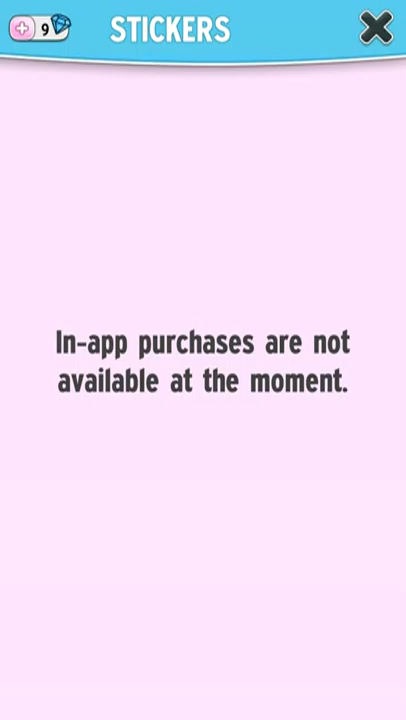 9
STICKERS
In-app purchases are not
available at the moment.